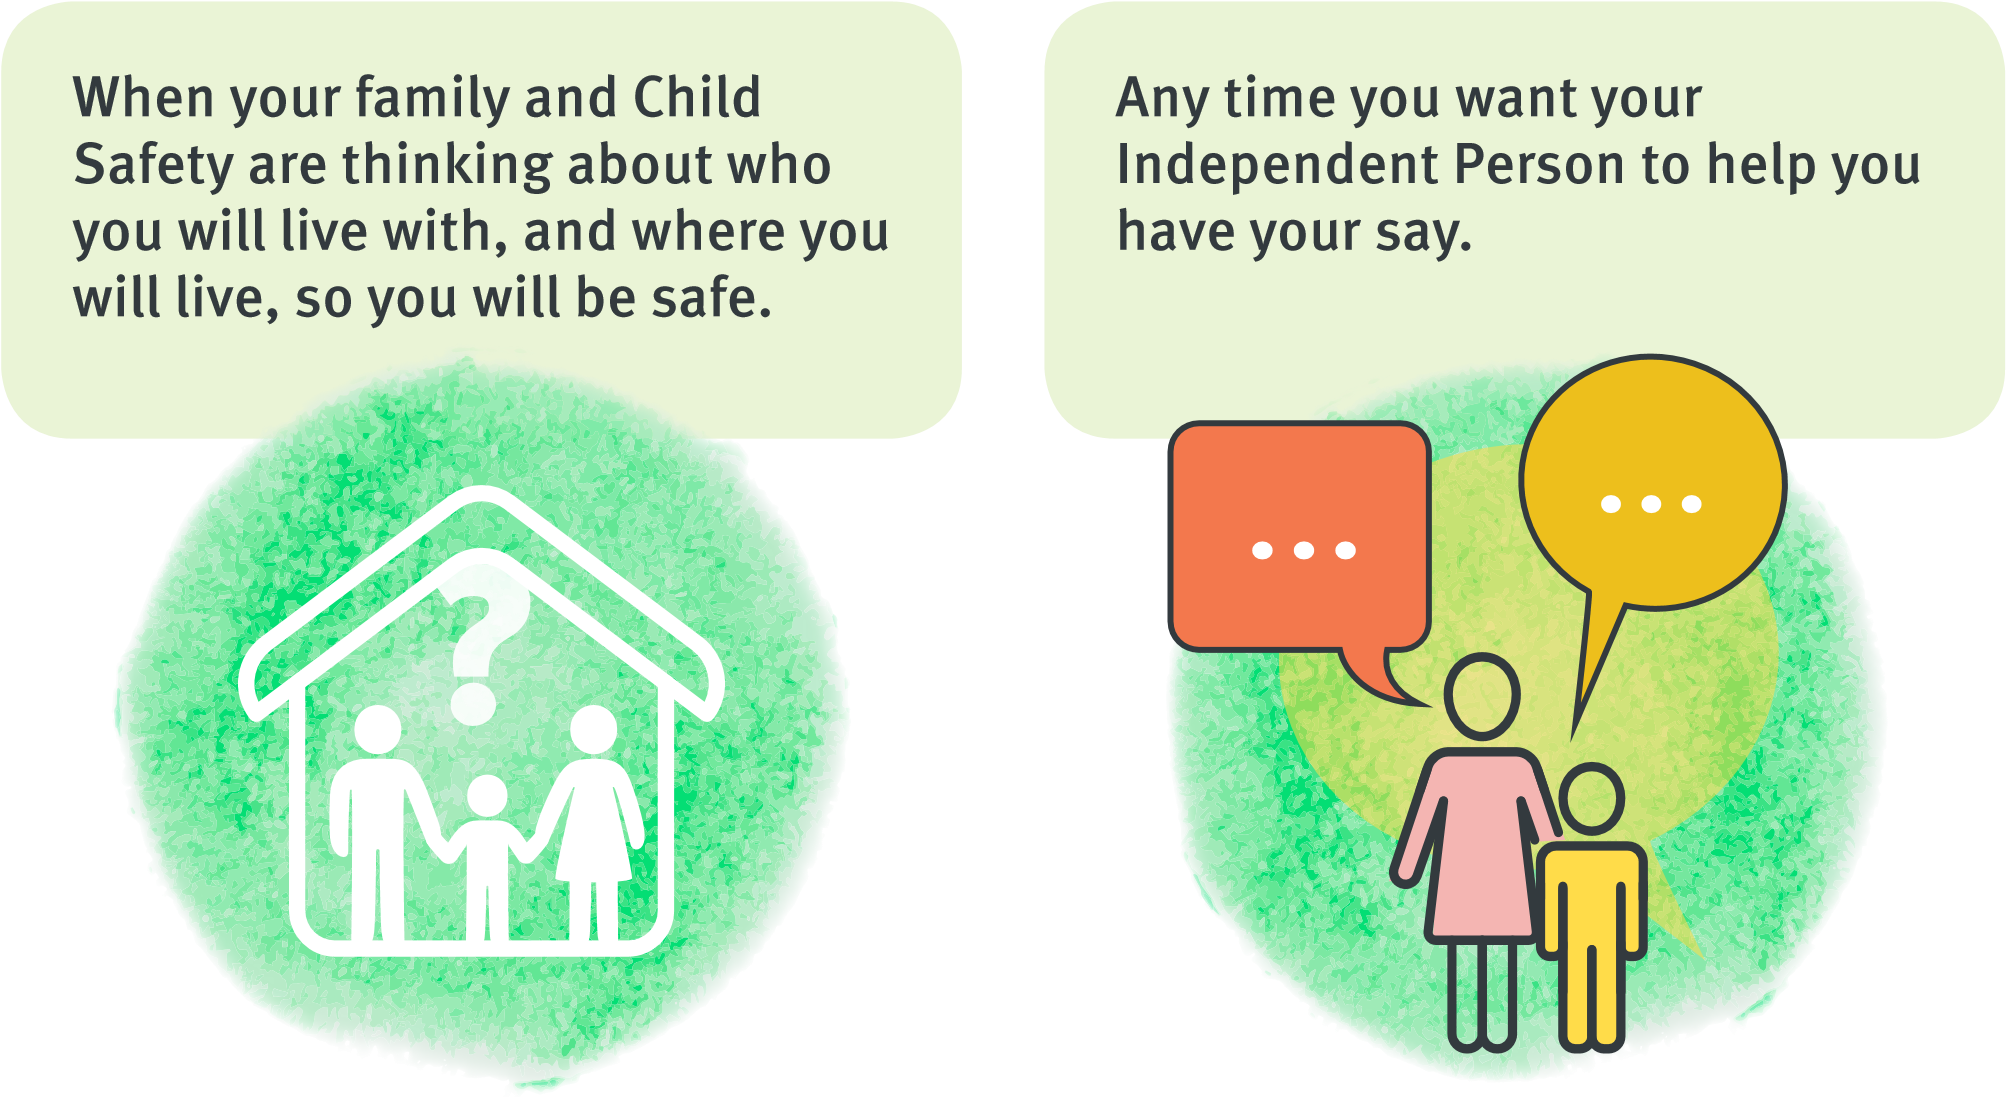 When your family and Child
Safety are thinking about who
you will live with, and where you
will live, so you will be safe.
Any time you want your
Independent Person to help you
have your say.
?